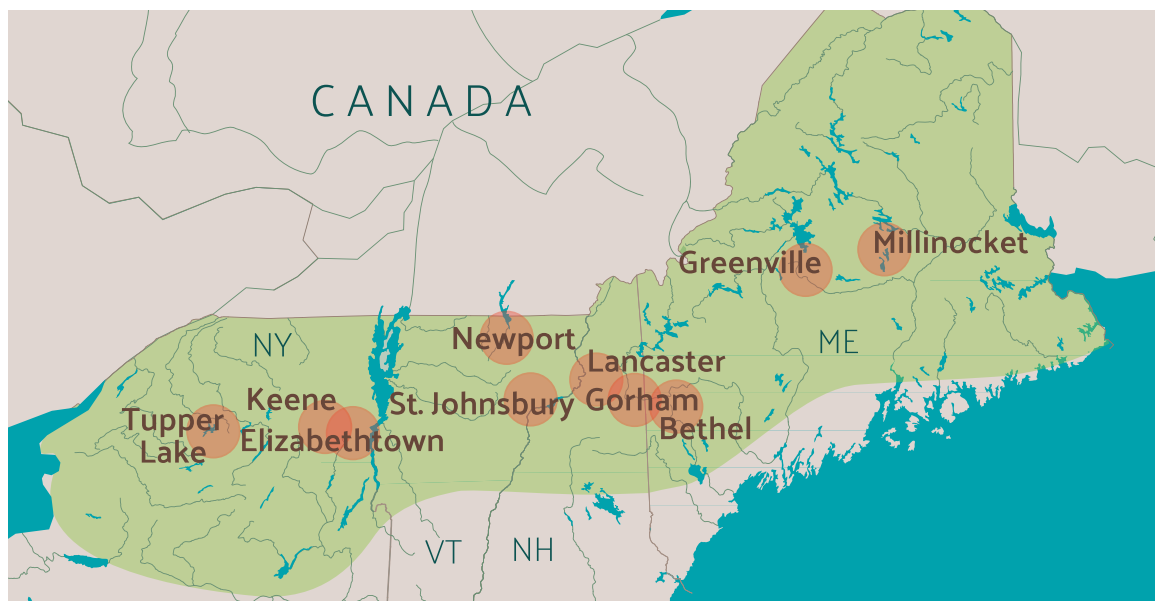 CANADA
Millinocket
Greenville
NY
Newport
ME
Lancaster
Keene
St. Johnsbury
Gorham
Tupper
Lake
Elizabethtown
Bethel
VT
NH